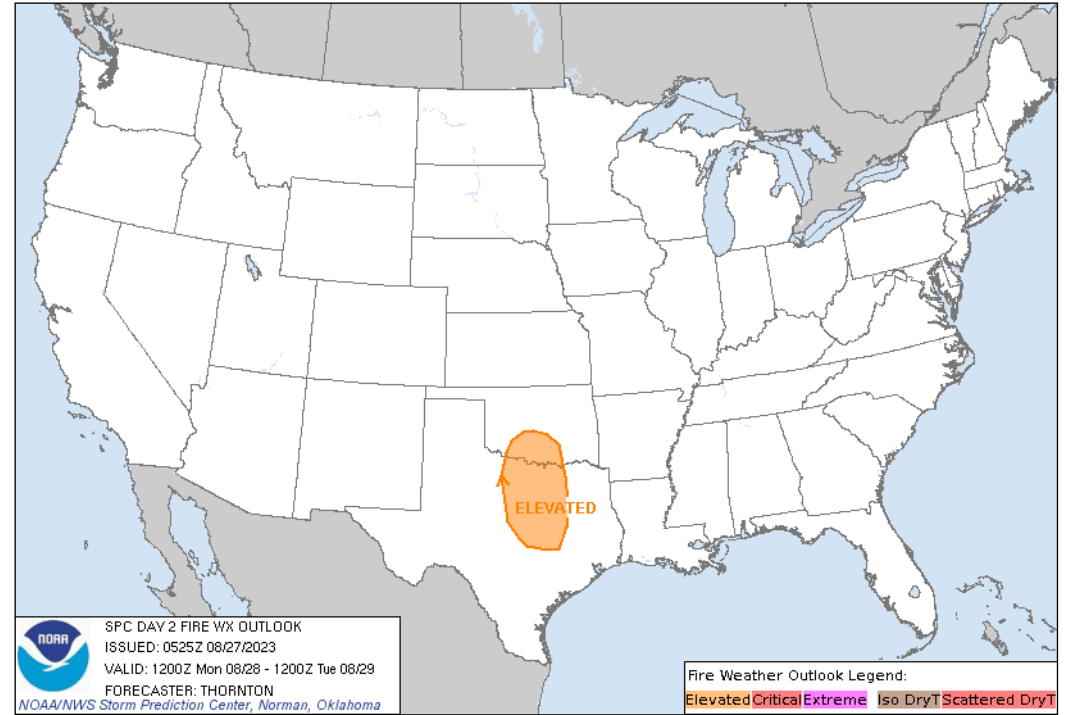 ELEVATED
NOAA
SPC DAY 2 FIRE WX OUTLOOK
ISSUED: 0525Z 08/27/2023
VALID: 1200Z Mon 08/28 - 1200Z Tue 08/29
FORECASTER: THORNTON
NOAA/NWS Storm Prediction Center, Norman, Oklahoma
Fire Weather Outlook Legend:
Elevated Critical Extreme Iso DryT Scattered DryT